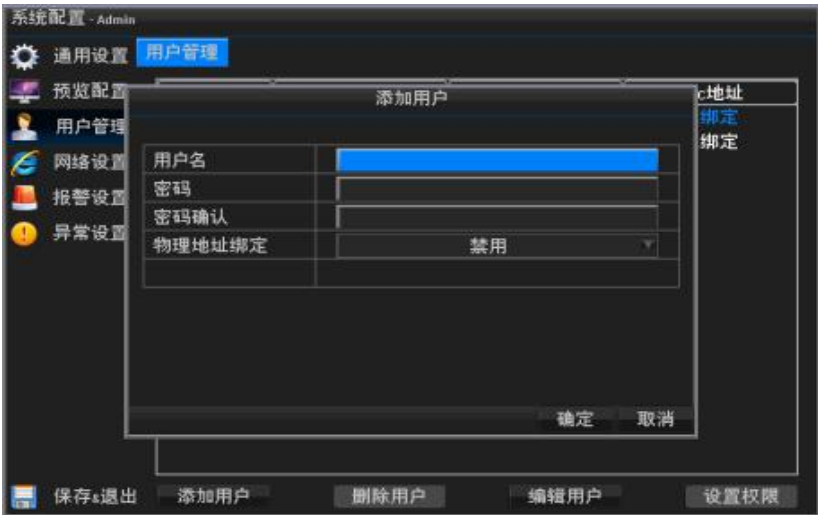 系统配置 - Admin
通用设置
用户管理
预览配置
用户管理
网络设置
报警设置
异常设置
c地址
绑定
绑定
添加用户
用户名
密码
密码确认
物理地址绑定 禁用
确定 取消
保存&退出 添加用户 删除用户 编辑用户 设置权限